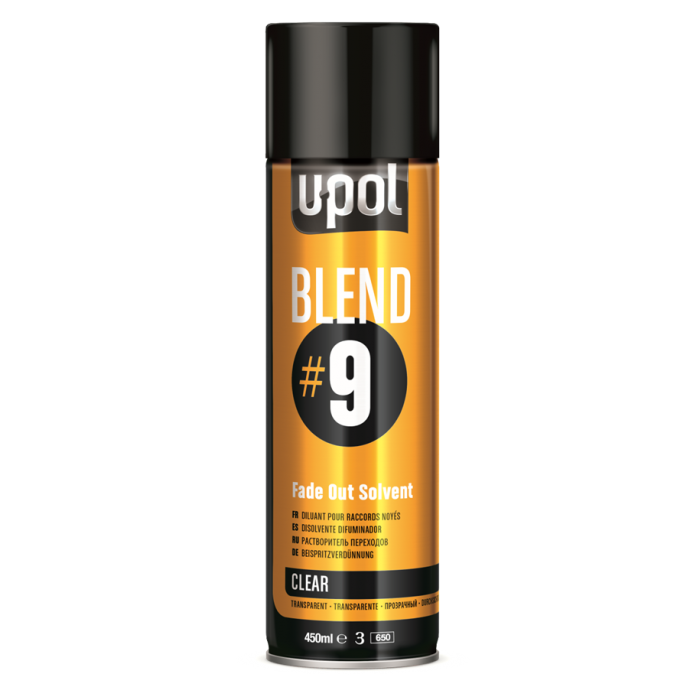 upol
BLEND
#9
Fade Out Solvent
FR DILUANT POUR RACCORDS NOYÉS
ES DISOLVENTE DIFUMINADOR
RU РАСТВОРИТЕЛЬ ПЕРЕХОДОВ
DE BEISPRITZVERDÜNNUNG
CLEAR
TRANSPARENT • TRANSPARENTE • ПРОЗРАЧНЫЙ •
450ml e 3 650